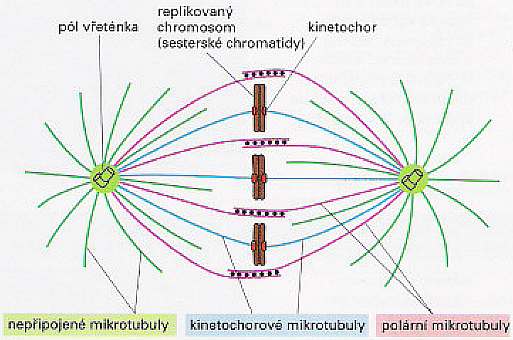 pól vřeténka
replikovaný
chromosom
(sesterské chromatidy)
kinetochor
nepřipojené mikrotubuly
kinetochorové mikrotubuly
polární mikrotubuly